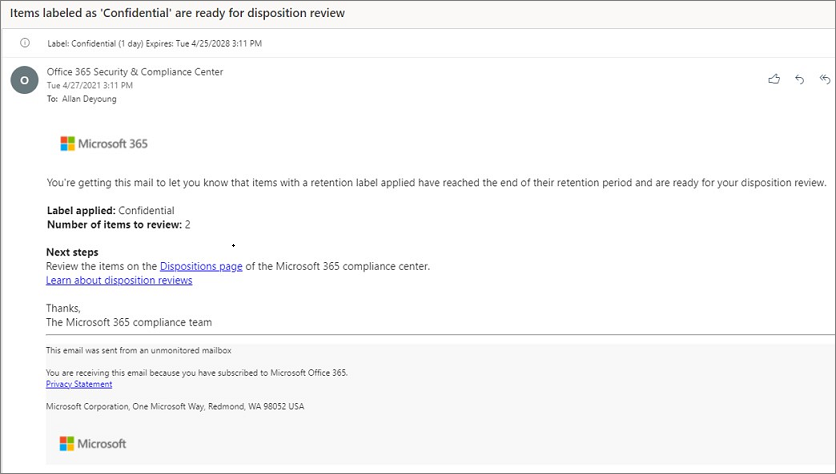 Items labeled as 'Confidential' are ready for disposition review
Label: Confidential (1 day) Expires: Tue 4/25/2028 3:11 PM
O
Office 365 Security & Compliance Center
Tue 4/27/2021 3:11 PM
To: Allan Deyoung
Microsoft 365
You're getting this mail to let you know that items with a retention label applied have reached the end of their retention period and are ready for your disposition review.
Label applied: Confidential
Number of items to review: 2
Next steps
Review the items on the Dispositions page of the Microsoft 365 compliance center.
Learn about disposition reviews
Thanks,
The Microsoft 365 compliance team
This email was sent from an unmonitored mailbox
You are receiving this email because you have subscribed to Microsoft Office 365.
Privacy Statement
Microsoft Corporation, One Microsoft Way, Redmond, WA 98052 USA
Microsoft